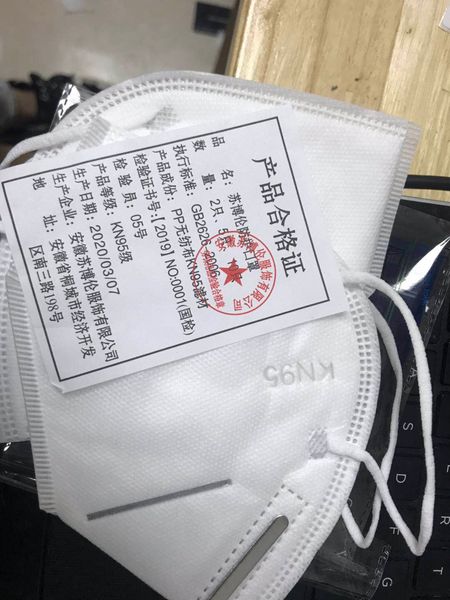 产品合格证
品 名：苏博伦防护口罩
数 量：2只、5
执行标准：GB2626-2006
产品成份：PP无纺布KN95滤材
检验证书号：【2019】NO.0001(国检)
检 验 员：05号
产品等级：KN95级
生产日期：2020/03/07
生产企业：安徽苏博伦服饰有限公司
地 址：安徽省桐城市经济开发
区南三路198号
KN95
A
S
D
F
G
R
T